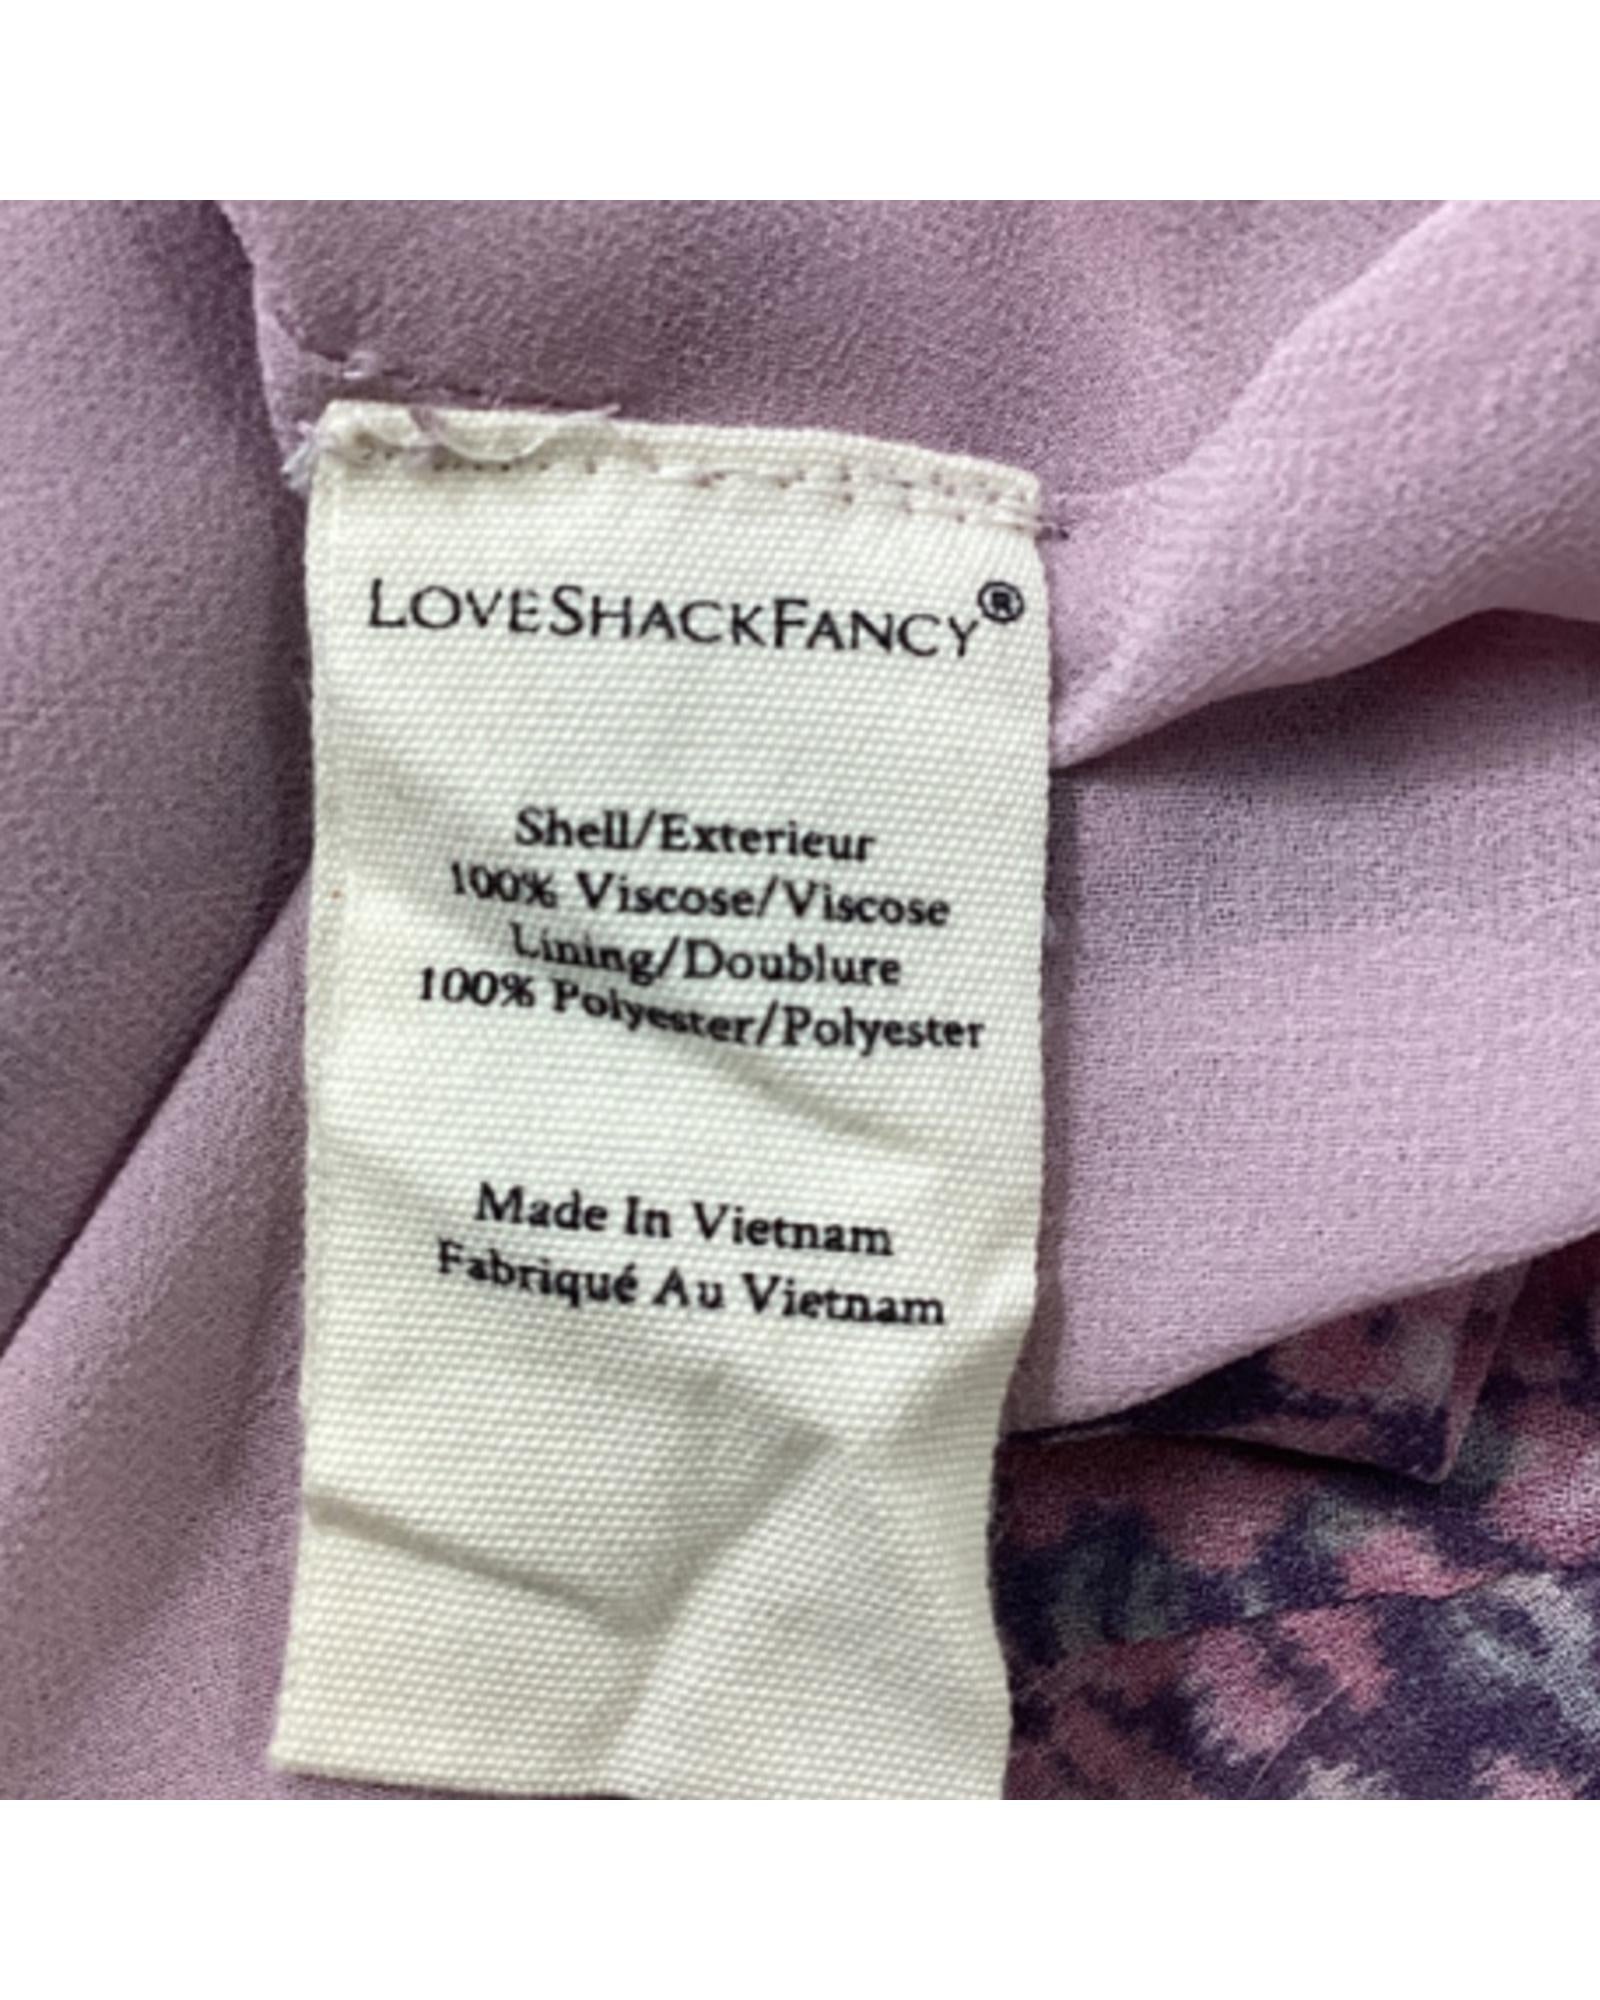 LOVESHACKFANCY®
Shell/Exterieur
100% Viscose/Viscose
Lining/Doublure
100% Polyester/Polyester
Made In Vietnam
Fabriqué Au Vietnam